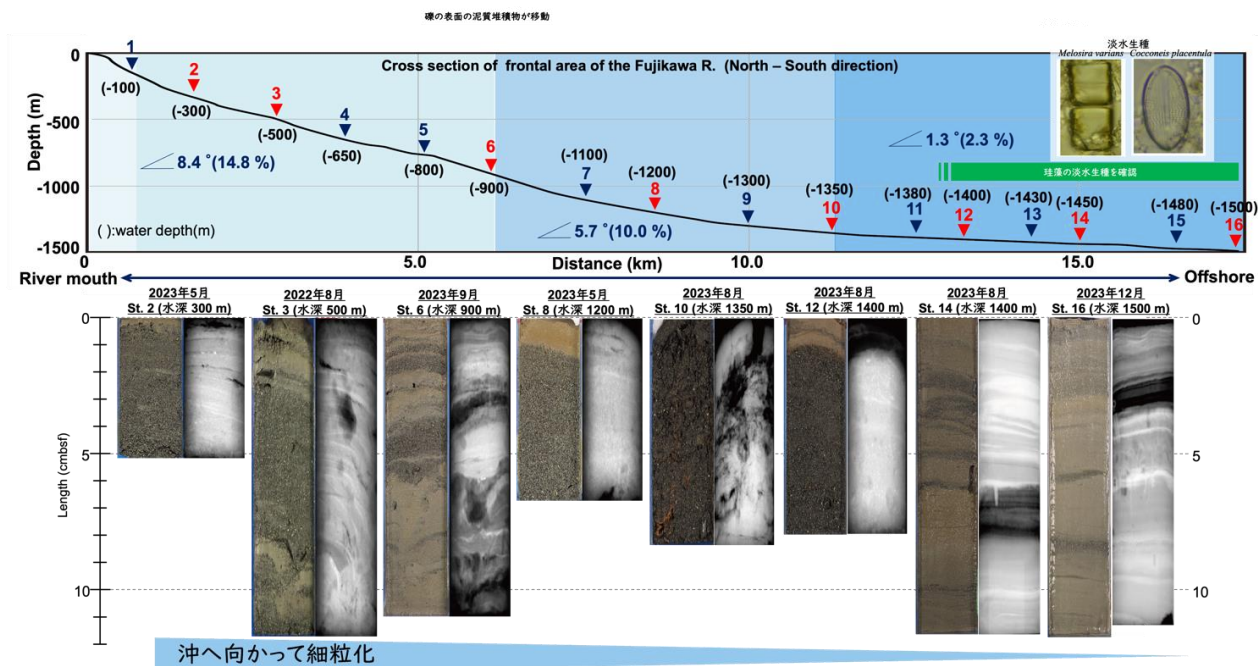 礫の表面の泥質堆積物が移動
淡水生種
Melosira varians Cocconeis placentula
Cross section of frontal area of the Fujikawa R. (North – South direction)
Depth (m)
0
-500
-1000
-1500
1
(-100)
2
(-300)
3
(-500)
4
(-650)
5
(-800)
6
(-900)
(-1100)
7
(-1200)
8
(-1300)
9
(-1350)
10
(-1380)
11
(-1400)
12
(-1430)
13
(-1450)
14
(-1480)
15
(-1500)
16
8.4 °(14.8 %)
5.7 °(10.0 %)
1.3 °(2.3 %)
珪藻の淡水生種を確認
( ):water depth(m)
0 5.0 10.0 15.0
Distance (km)
River mouth
Offshore
2023年5月
St. 2 (水深 300 m)
2022年8月
St. 3 (水深 500 m)
2023年9月
St. 6 (水深 900 m)
2023年5月
St. 8 (水深 1200 m)
2023年8月
St. 10 (水深 1350 m)
2023年8月
St. 12 (水深 1400 m)
2023年8月
St. 14 (水深 1400 m)
2023年12月
St. 16 (水深 1500 m)
Length (cmbsf)
0
5
10
0
5
10
沖へ向かって細粒化